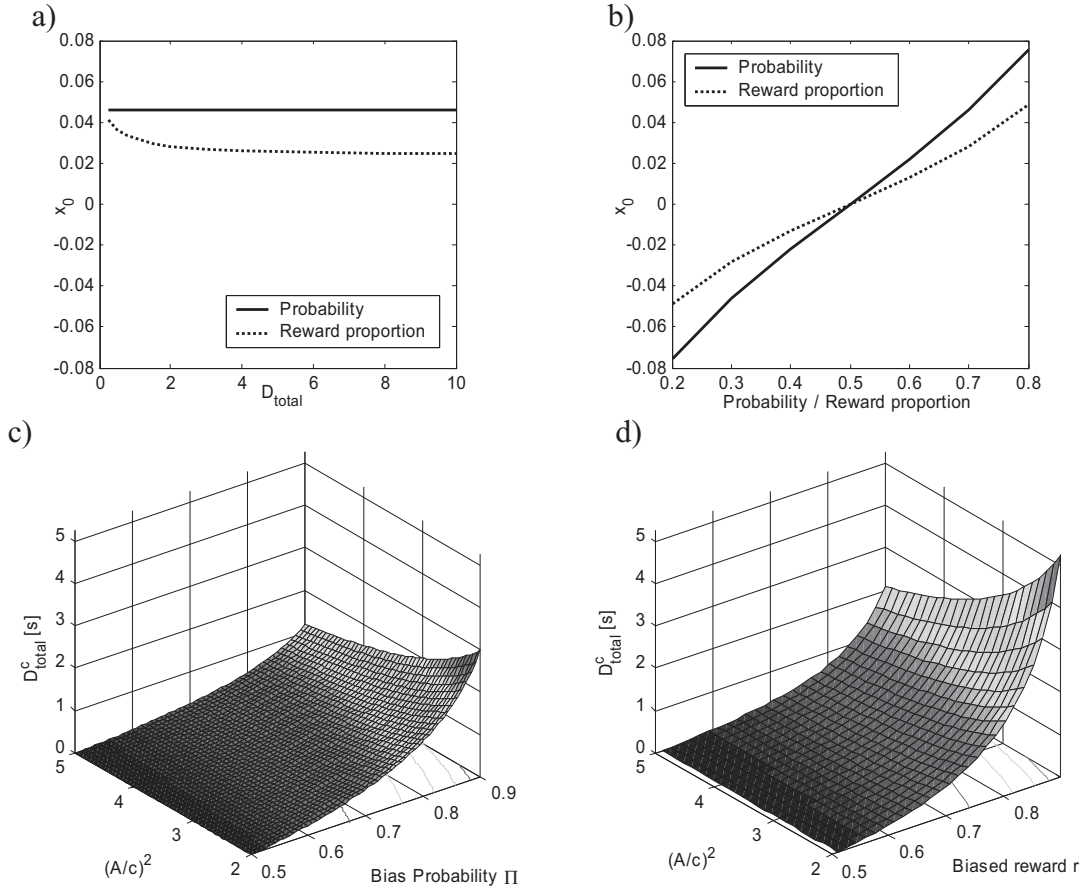 a)
0.08
0.06
0.04
0.02
0
-0.02
-0.04
-0.06
-0.08
x0
0 2 4 6 8 10
Dtotal
Probability
Reward proportion
b)
0.08
0.06
0.04
0.02
0
-0.02
-0.04
-0.06
-0.08
x0
0.2 0.3 0.4 0.5 0.6 0.7 0.8
Probability / Reward proportion
Probability
Reward proportion
c)
5
4
3
2
1
0
D^c_total [s]
5
4
3
2
(A/c)^2
0.5
0.6
0.7
0.8
0.9
Bias Probability Π
d)
5
4
3
2
1
0
D^c_total [s]
5
4
3
2
(A/c)^2
0.5
0.6
0.7
0.8
Biased reward r